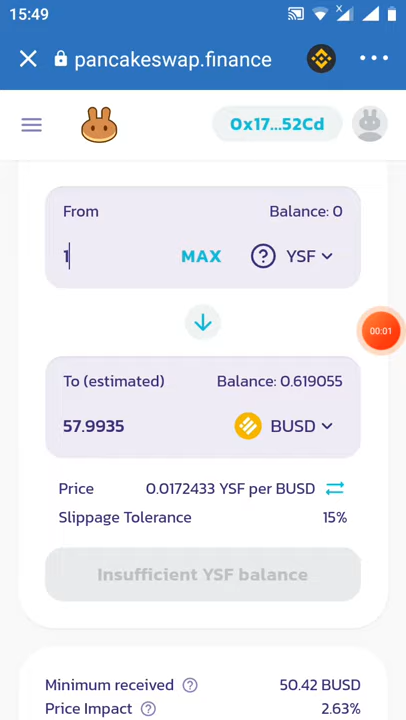 15:49
pancakeswap.finance
0x17...52Cd
From Balance: 0
1 MAX YSF
00:01
To (estimated) Balance: 0.619055
57.9935 BUSD
Price 0.0172433 YSF per BUSD
Slippage Tolerance 15%
Insufficient YSF balance
Minimum received 50.42 BUSD
Price Impact 2.63%